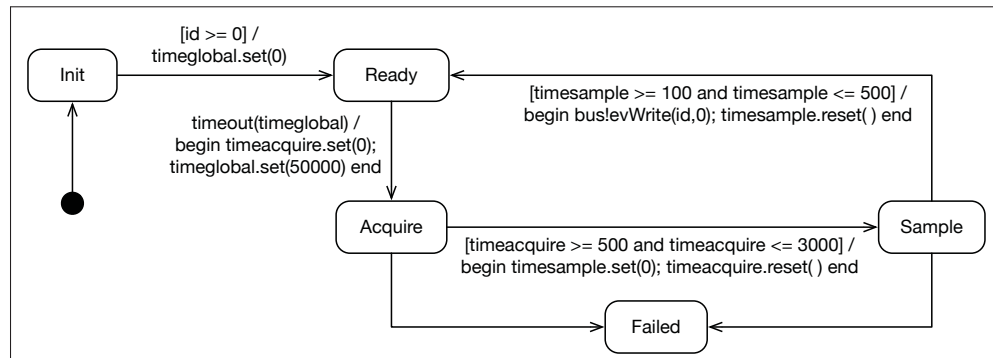 [id >= 0] /
timeglobal.set(0)
Init
Ready
[timesample >= 100 and timesample <= 500] /
begin bus!evWrite(id,0); timesample.reset( ) end
timeout(timeglobal) /
begin timeacquire.set(0);
timeglobal.set(50000) end
Acquire
Sample
[timeacquire >= 500 and timeacquire <= 3000] /
begin timesample.set(0); timeacquire.reset( ) end
Failed